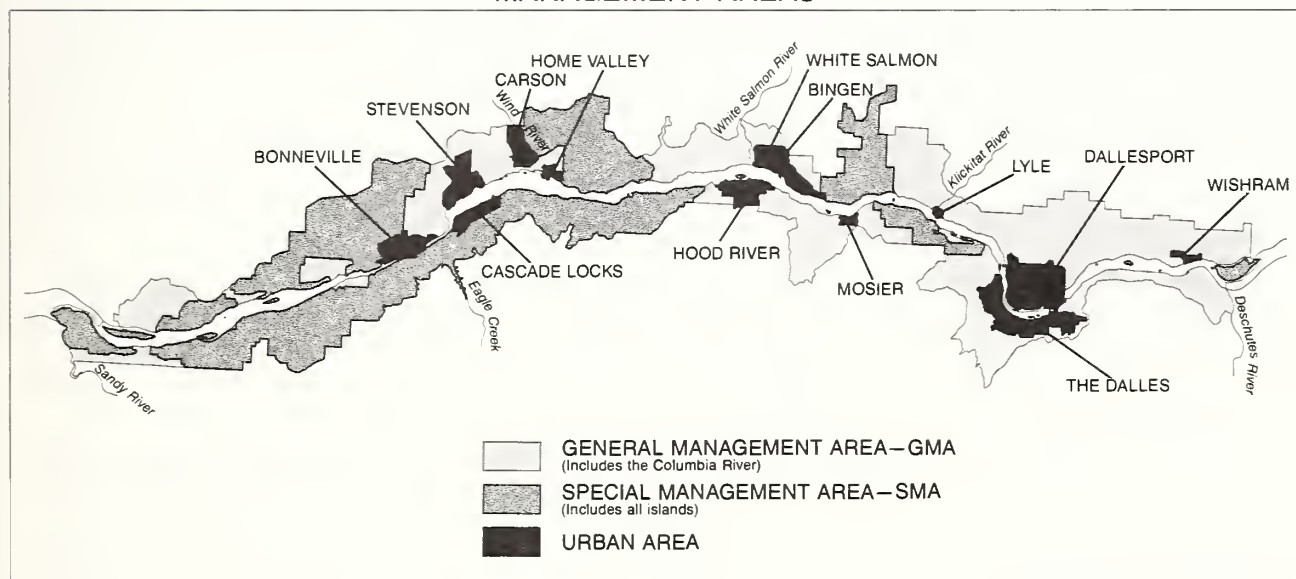 HOME VALLEY
CARSON
Wind River
STEVENSON
BONNEVILLE
White Salmon River
WHITE SALMON
BINGEN
Klickitat River
LYLE
DALLESPORT
WISHRAM
HOOD RIVER
CASCADE LOCKS
MOSIER
Eagle Creek
Deschutes River
Sandy River
THE DALLES
GENERAL MANAGEMENT AREA—GMA
(Includes the Columbia River)
SPECIAL MANAGEMENT AREA—SMA
(Includes all islands)
URBAN AREA